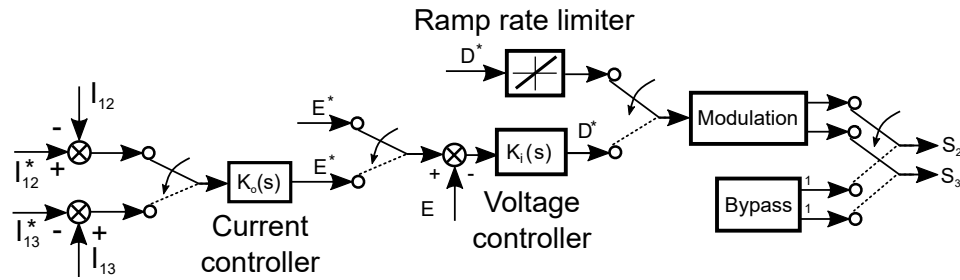 Ramp rate limiter
D*
I12
-
+
I*12
I*13
+
-
I13
Ko(s)
E*
E*
Current
controller
+
-
E
Ki(s)
D*
Voltage
controller
Modulation
Bypass
1
1
S2
S3